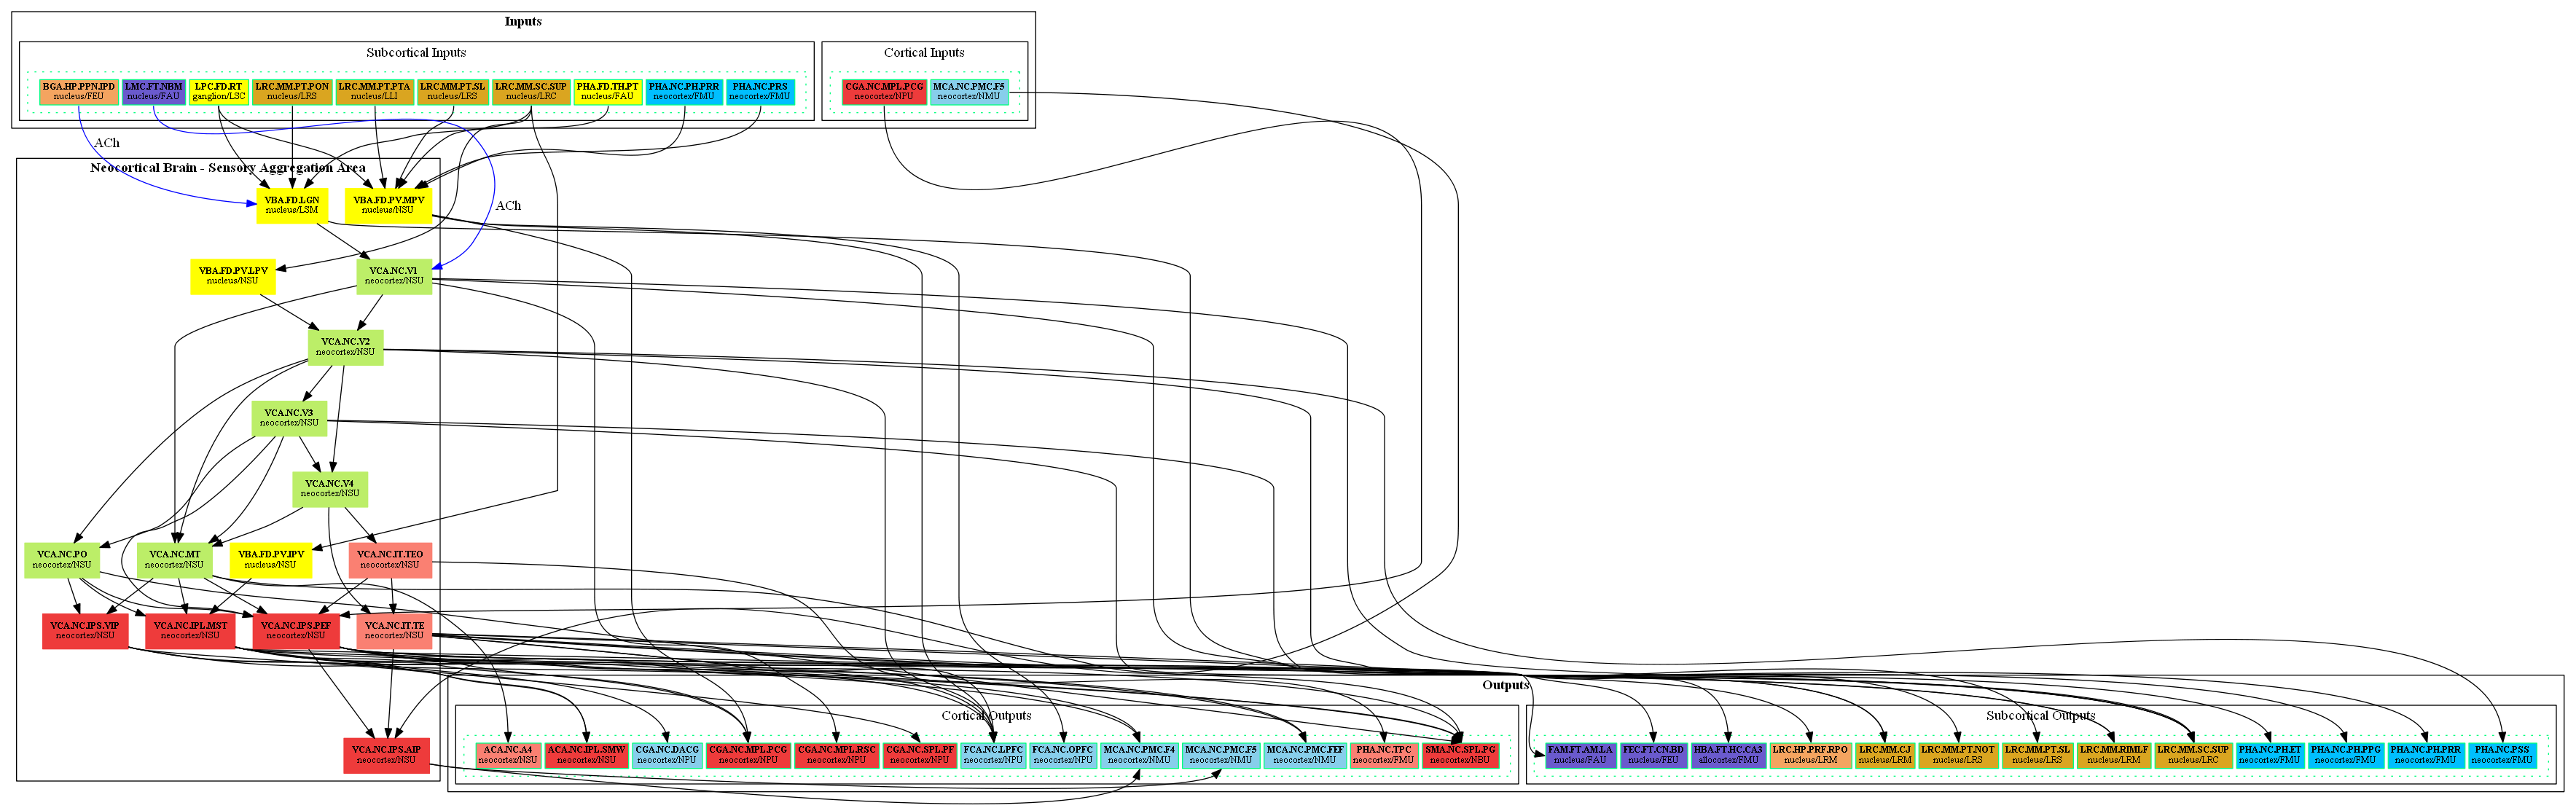 Inputs
Subcortical Inputs
Cortical Inputs
BGA.HP.PPN.IPD
nucleus/FEU
LMC.FT.NBM
nucleus/FAU
LPC.FD.RT
ganglion/LSC
LRC.MM.PT.PON
nucleus/LRS
LRC.MM.PT.PTA
nucleus/LLI
LRC.MM.PT.SL
nucleus/LRS
LRC.MM.SC.SUP
nucleus/LRC
PHA.FD.TH.PT
nucleus/FAU
PHA.NC.PH.PRR
neocortex/FMU
PHA.NC.PRS
neocortex/FMU
CGA.NC.MPL.PCG
neocortex/NPU
MCA.NC.PMC.F5
neocortex/NMU
ACh
Neocortical Brain - Sensory Aggregation Area
VBA.FD.LGN
nucleus/LSM
VBA.FD.PV.MPV
nucleus/NSU
ACh
VBA.FD.PV.LPV
nucleus/NSU
VCA.NC.V1
neocortex/NSU
VCA.NC.V2
neocortex/NSU
VCA.NC.V3
neocortex/NSU
VCA.NC.V4
neocortex/NSU
VCA.NC.PO
neocortex/NSU
VCA.NC.MT
neocortex/NSU
VBA.FD.PV.IPV
nucleus/NSU
VCA.NC.IT.TEO
neocortex/NSU
VCA.NC.IPS.VIP
neocortex/NSU
VCA.NC.IPL.MST
neocortex/NSU
VCA.NC.IPS.PEF
neocortex/NSU
VCA.NC.IT.TE
neocortex/NSU
VCA.NC.IPS.AIP
neocortex/NSU
Outputs
Cortical Outputs
Subcortical Outputs
ACA.NC.A4
neocortex/NSU
ACA.NC.IPL.SMW
neocortex/NSU
CGA.NC.DACG
neocortex/NPU
CGA.NC.MPL.PCG
neocortex/NPU
CGA.NC.MPL.RSC
neocortex/NPU
CGA.NC.SPL.PF
neocortex/NPU
FCA.NC.LPFC
neocortex/NPU
FCA.NC.OPFC
neocortex/NPU
MCA.NC.PMC.F4
neocortex/NMU
MCA.NC.PMC.F5
neocortex/NMU
MCA.NC.PMC.FEF
neocortex/NMU
PHA.NC.TPC
neocortex/FMU
SMA.NC.SPL.PG
neocortex/NBU
FAM.FT.AM.LA
nucleus/FAU
FEC.FT.CN.BD
nucleus/FEU
HBA.FT.HC.CA3
allocortex/FMU
LRC.HP.PRF.RPO
nucleus/LRM
LRC.MM.CJ
nucleus/LRM
LRC.MM.PT.NOT
nucleus/LRS
LRC.MM.PT.SL
nucleus/LRS
LRC.MM.RIMLF
nucleus/LRM
LRC.MM.SC.SUP
nucleus/LRC
PHA.NC.PH.ET
neocortex/FMU
PHA.NC.PH.PPG
neocortex/FMU
PHA.NC.PH.PRR
neocortex/FMU
PHA.NC.PSS
neocortex/FMU